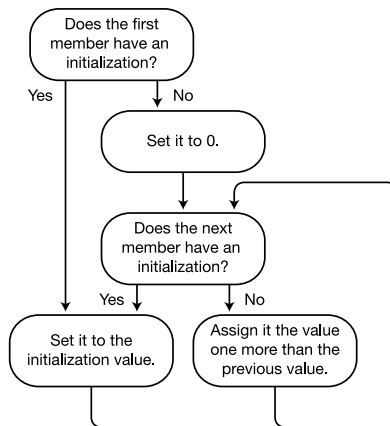 Does the first
member have an
initialization?
Yes
No
Set it to 0.
Does the next
member have an
initialization?
Yes
No
Set it to the
initialization value.
Assign it the value
one more than the
previous value.